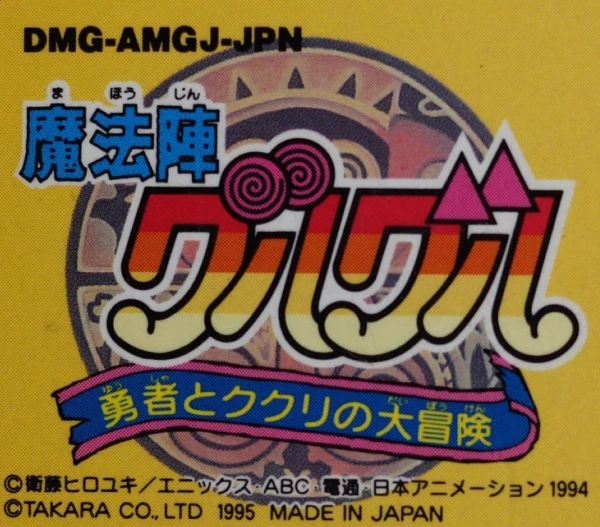 DMG-AMGJ-JPN
ま ほう じん
魔法陣
グルグル
ゆう しゃ だい ぼう けん
勇者とククリの大冒険
©衛藤ヒロユキ/エニックス・ABC・電通・日本アニメーション 1994
©TAKARA CO., LTD 1995 MADE IN JAPAN